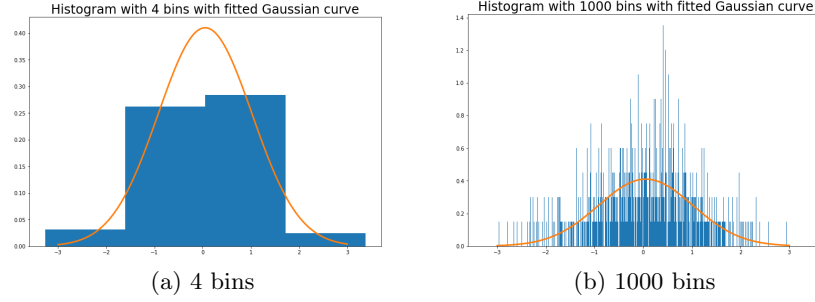 Histogram with 4 bins with fitted Gaussian curve
0.40
0.35
0.30
0.25
0.20
0.15
0.10
0.05
0.00
−3 −2 −1 0 1 2 3
(a) 4 bins
Histogram with 1000 bins with fitted Gaussian curve
1.4
1.2
1.0
0.8
0.6
0.4
0.2
0.0
−3 −2 −1 0 1 2 3
(b) 1000 bins